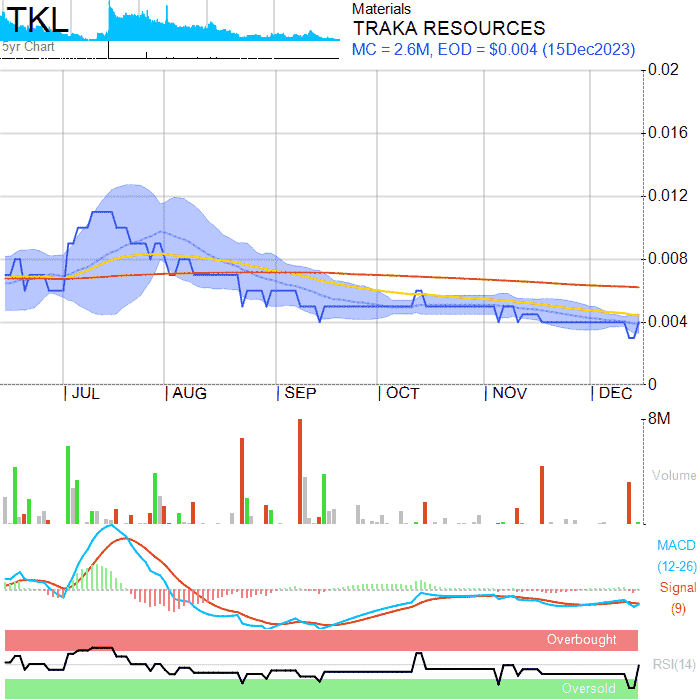 TKL
5yr Chart
Materials
TRAKA RESOURCES
MC = 2.6M, EOD = $0.004 (15Dec2023)
0.02
0.016
0.012
0.008
0.004
0
| JUL | AUG | SEP | OCT | NOV | DEC
8M
Volume
MACD
(12-26)
Signal
(9)
Overbought
RSI(14)
Oversold